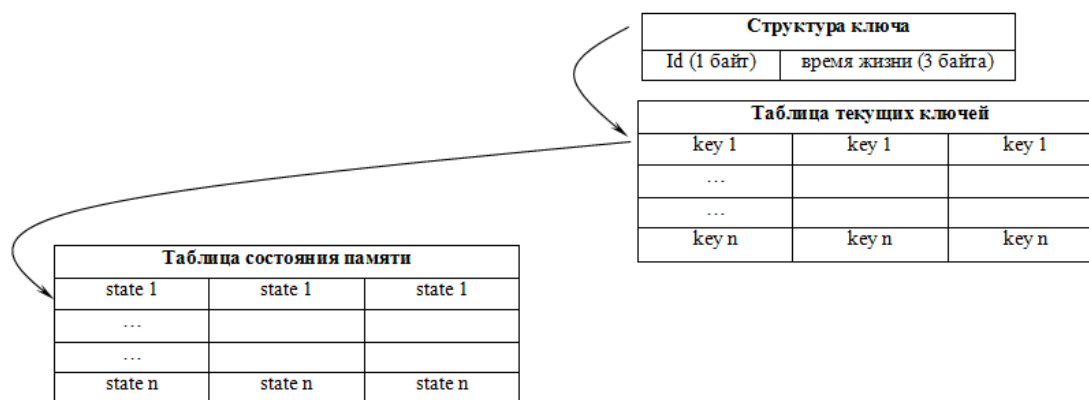 Структура ключа
Id (1 байт) время жизни (3 байта)
Таблица текущих ключей
key 1 key 1 key 1
...
...
key n key n key n
Таблица состояния памяти
state 1 state 1 state 1
...
...
state n state n state n